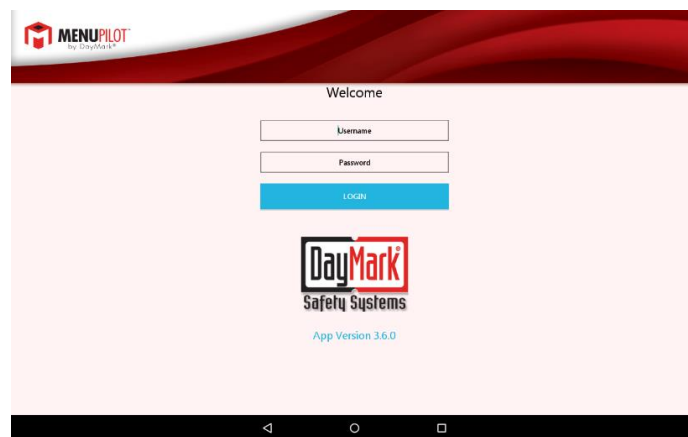 MENUPILOT™
by DayMark®
Welcome
Username
Password
LOGIN
DayMark
Safety Systems
App Version 3.6.0